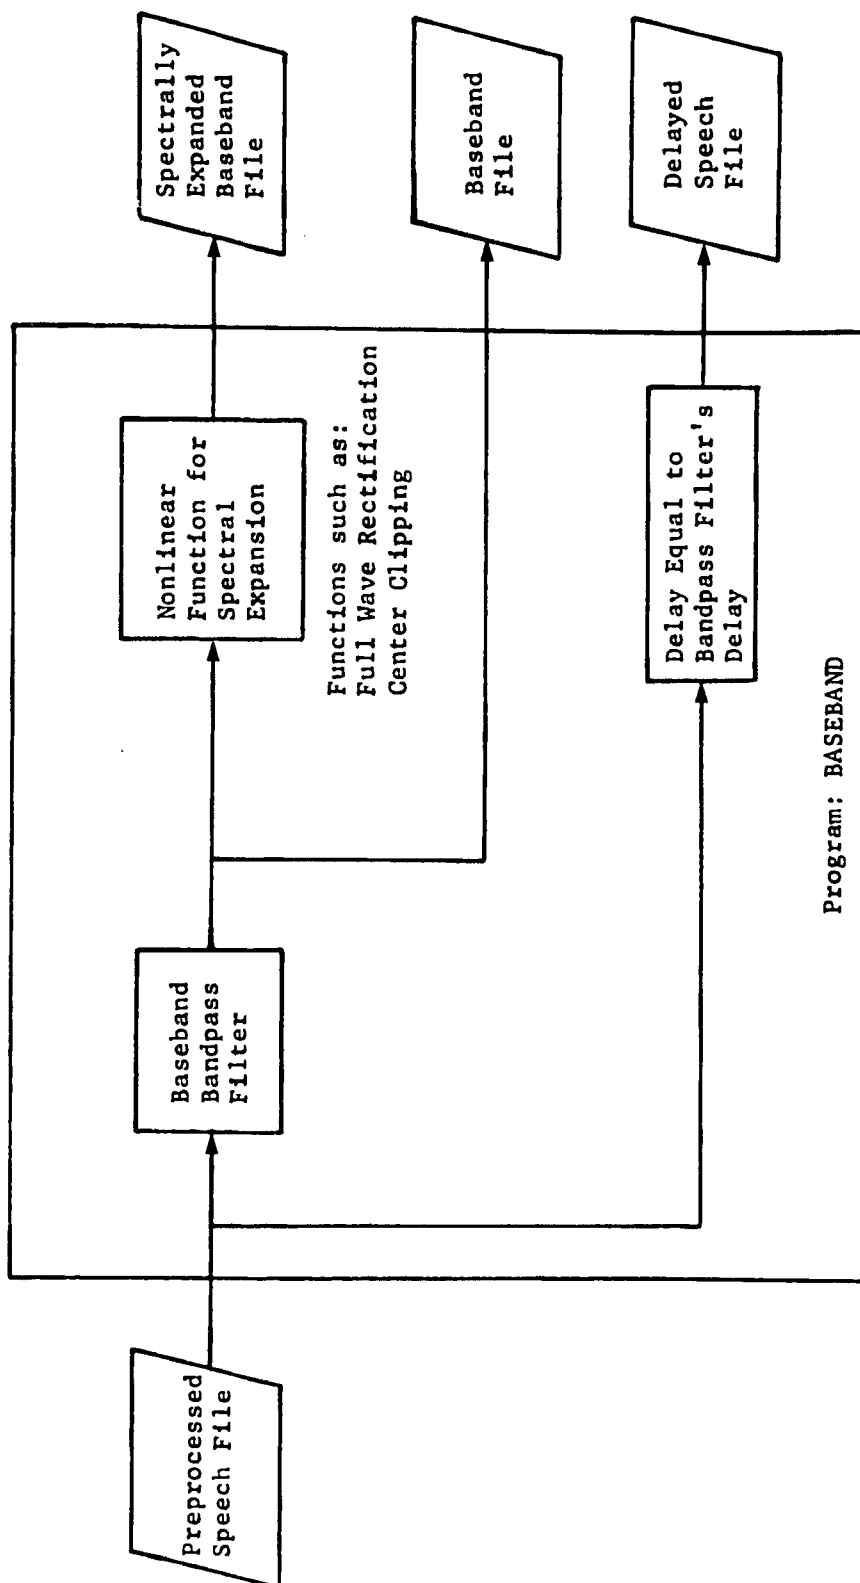 Preprocessed
Speech File
Baseband
Bandpass
Filter
Nonlinear
Function for
Spectral
Expansion
Functions such as:
Full Wave Rectification
Center Clipping
Spectrally
Expanded
Baseband
File
Baseband
File
Delay Equal to
Bandpass Filter's
Delay
Delayed
Speech
File
Program: BASEBAND